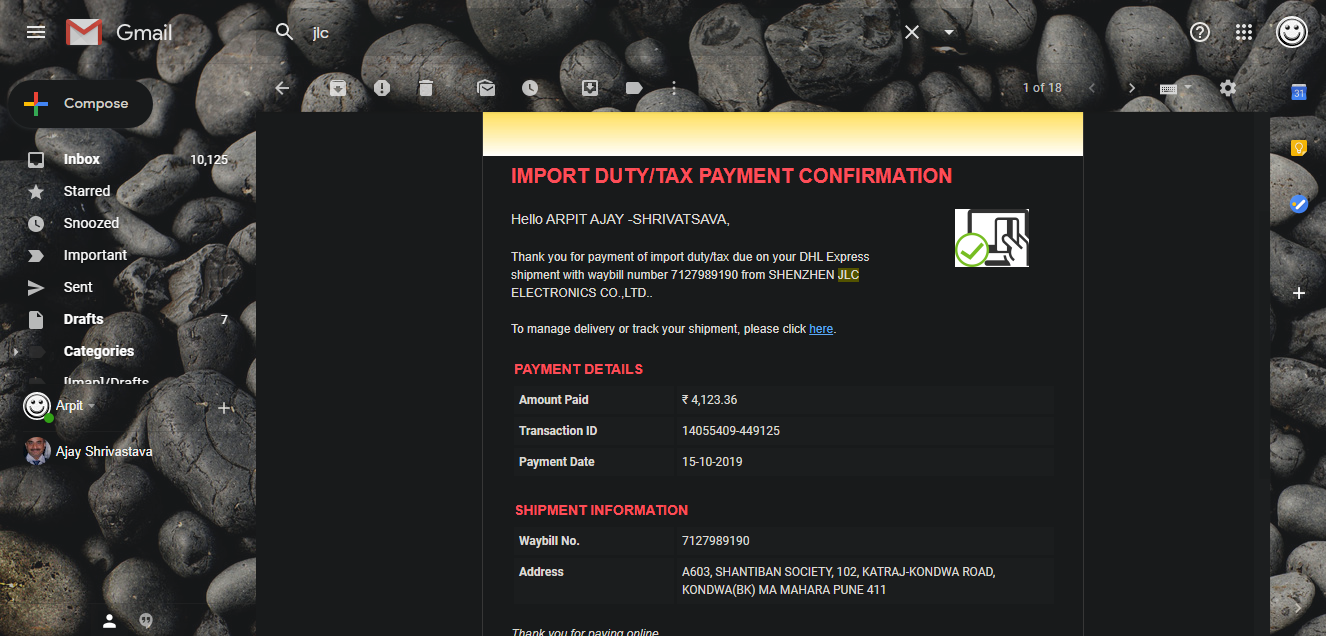 Gmail
jlc
Compose
1 of 18
31
Inbox 10,125
Starred
Snoozed
Important
Sent
Drafts 7
Categories
[Imap]/Drafts
Arpit
Ajay Shrivastava
IMPORT DUTY/TAX PAYMENT CONFIRMATION
Hello ARPIT AJAY -SHRIVATSAVA,
Thank you for payment of import duty/tax due on your DHL Express
shipment with waybill number 7127989190 from SHENZHEN JLC
ELECTRONICS CO.,LTD..
To manage delivery or track your shipment, please click here.
PAYMENT DETAILS
Amount Paid ₹ 4,123.36
Transaction ID 14055409-449125
Payment Date 15-10-2019
SHIPMENT INFORMATION
Waybill No. 7127989190
Address A603, SHANTIBAN SOCIETY, 102, KATRAJ-KONDWA ROAD,
KONDWA(BK) MA MAHARA PUNE 411
Thank you for paying online